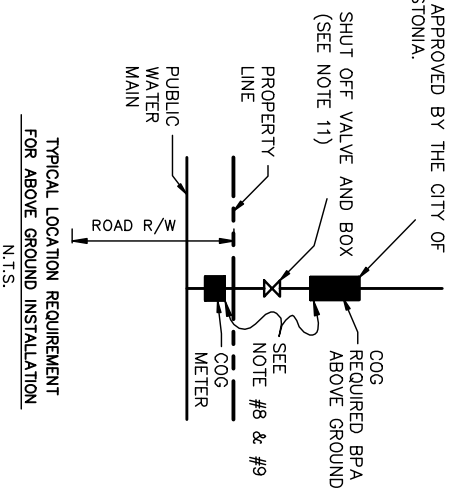 APPROVED BY THE CITY OF
STONIA.
SHUT OFF VALVE AND BOX
(SEE NOTE 11)
COG
REQUIRED BPA
ABOVE GROUND
PROPERTY
LINE
SEE
NOTE #8 & #9
COG
METER
PUBLIC
WATER
MAIN
ROAD R/W
TYPICAL LOCATION REQUIREMENT
FOR ABOVE GROUND INSTALLATION
N.T.S.